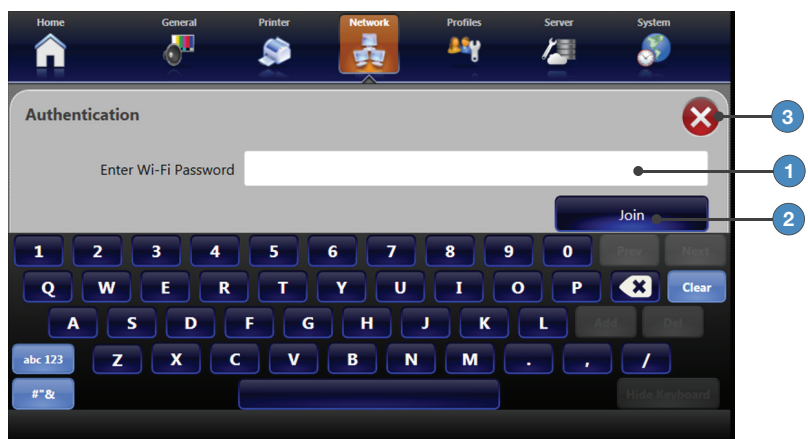 Home General Printer Network Profiles Server System
Authentication
3
Enter Wi-Fi Password
1
Join
2
1 2 3 4 5 6 7 8 9 0 Prev Next
Q W E R T Y U I O P Clear
A S D F G H J K L Add Del
abc 123 Z X C V B N M . , /
#"& Hide Keyboard